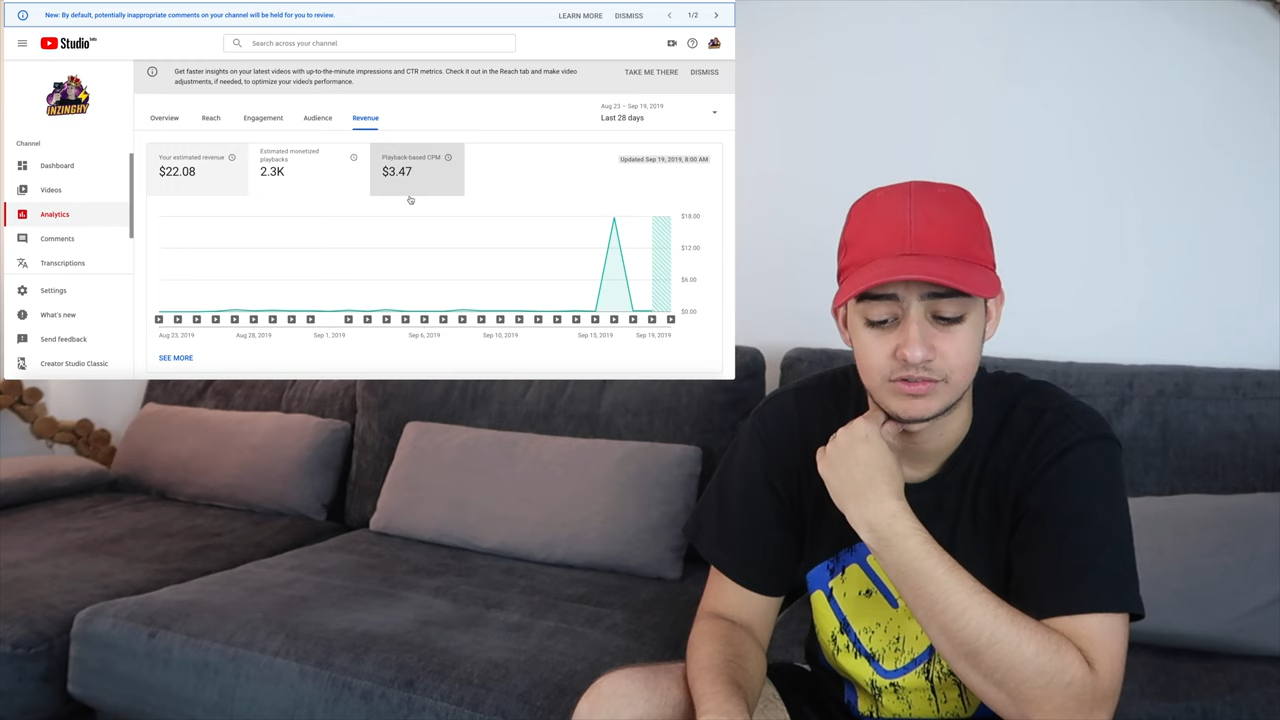 New: By default, potentially inappropriate comments on your channel will be held for you to review.
LEARN MORE
DISMISS
1/2
Studio beta
Search across your channel
INZINGHY
Get faster insights on your latest videos with up-to-the-minute impressions and CTR metrics. Check it out in the Reach tab and make video
adjustments, if needed, to optimize your video's performance.
TAKE ME THERE
DISMISS
Overview
Reach
Engagement
Audience
Revenue
Aug 23 – Sep 19, 2019
Last 28 days
Channel
Dashboard
Videos
Analytics
Comments
Transcriptions
Settings
What's new
Send feedback
Creator Studio Classic
Your estimated revenue
$22.08
Estimated monetized
playbacks
2.3K
Playback-based CPM
$3.47
Updated Sep 19, 2019, 8:00 AM
$18.00
$12.00
$6.00
$0.00
Aug 23, 2019
Aug 28, 2019
Sep 1, 2019
Sep 6, 2019
Sep 10, 2019
Sep 15, 2019
Sep 19, 2019
SEE MORE